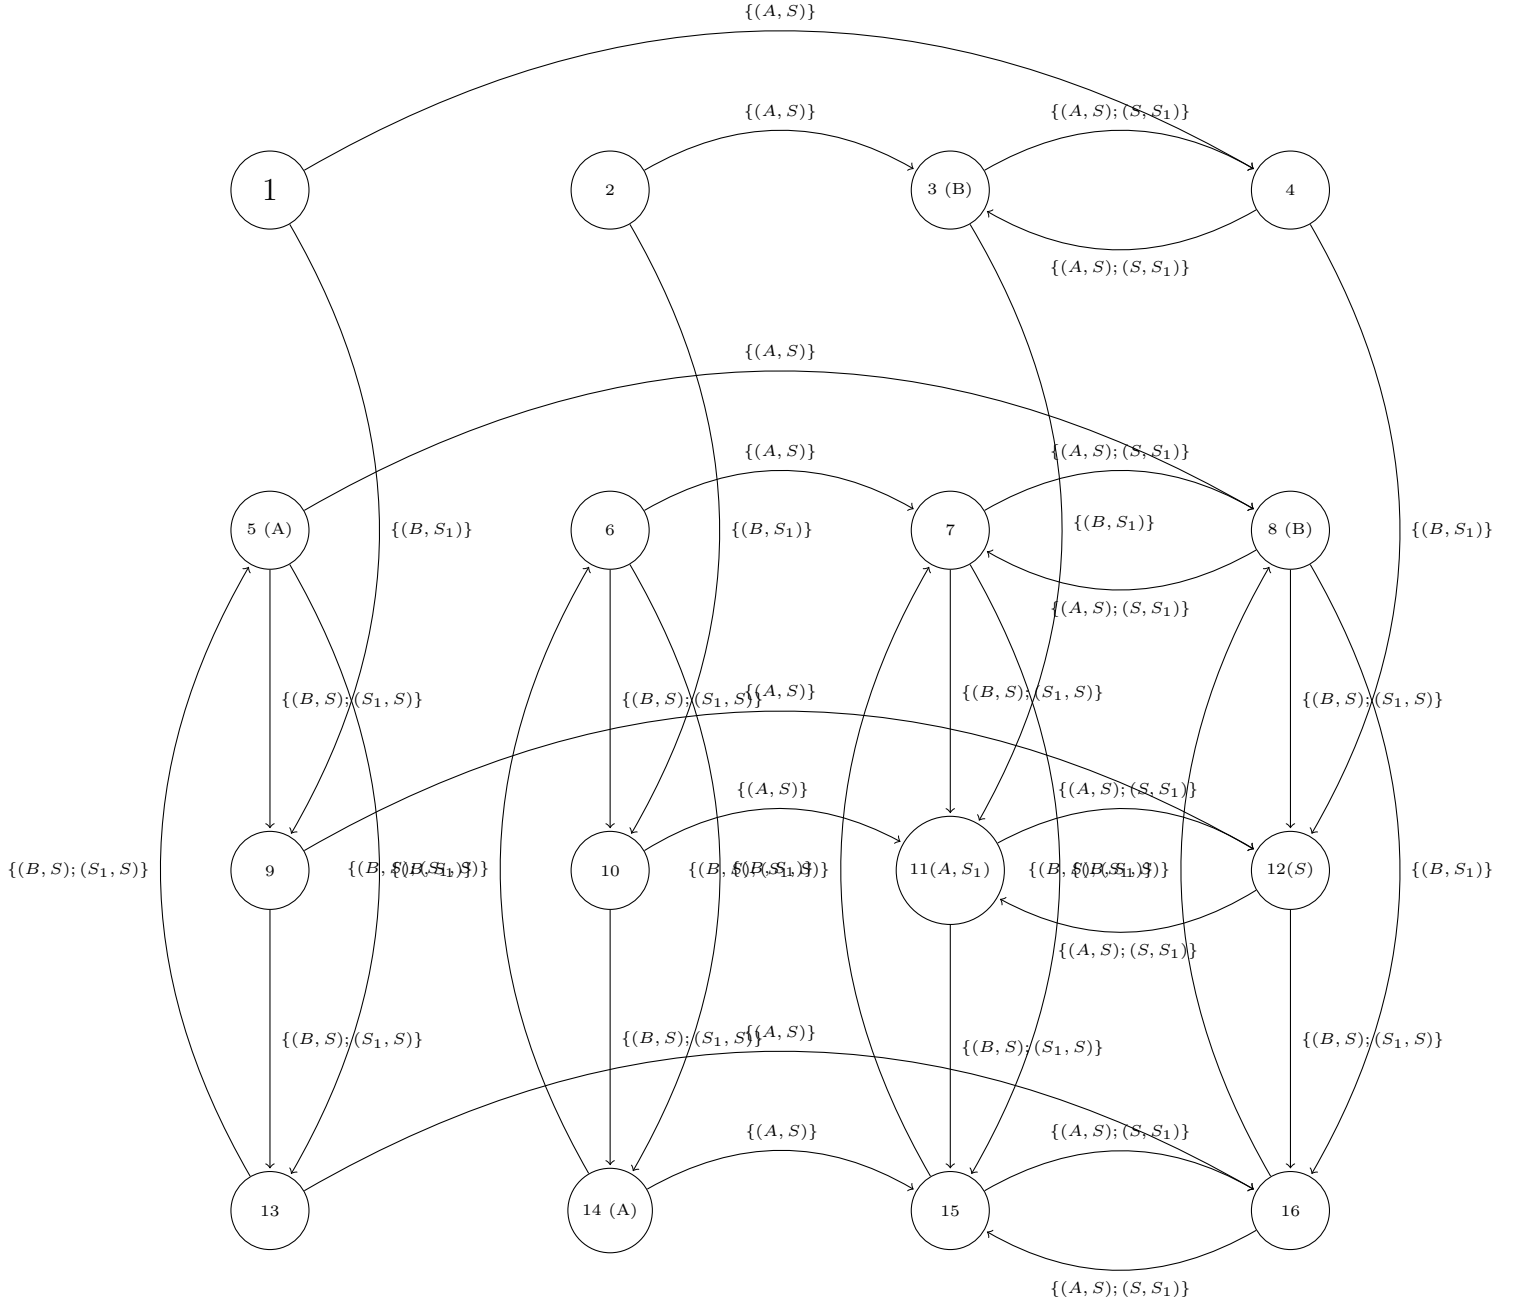 {(A, S)}
{(A, S)}
{(A, S); (S, S₁)}
1
2
3 (B)
4
{(A, S); (S, S₁)}
{(A, S)}
{(A, S)}
{(A, S); (S, S₁)}
5 (A)
6
7
8 (B)
{(B, S₁)}
{(B, S₁)}
{(B, S₁)}
{(B, S₁)}
{(A, S); (S, S₁)}
{(B, S); (S₁, S)}
{(B, S); (S₁, S)}
{(A, S)}
{(B, S); (S₁, S)}
{(B, S); (S₁, S)}
{(A, S)}
{(A, S); (S, S₁)}
{(B, S); (S₁, S)}
9
10
11(A, S₁)
12(S)
{(B, S₁)}
{(A, S); (S, S₁)}
{(B, S); (S₁, S)}
{(B, S); (S₁, S)}
{(A, S)}
{(B, S); (S₁, S)}
{(B, S); (S₁, S)}
{(A, S)}
{(A, S); (S, S₁)}
13
14 (A)
15
16
{(A, S); (S, S₁)}